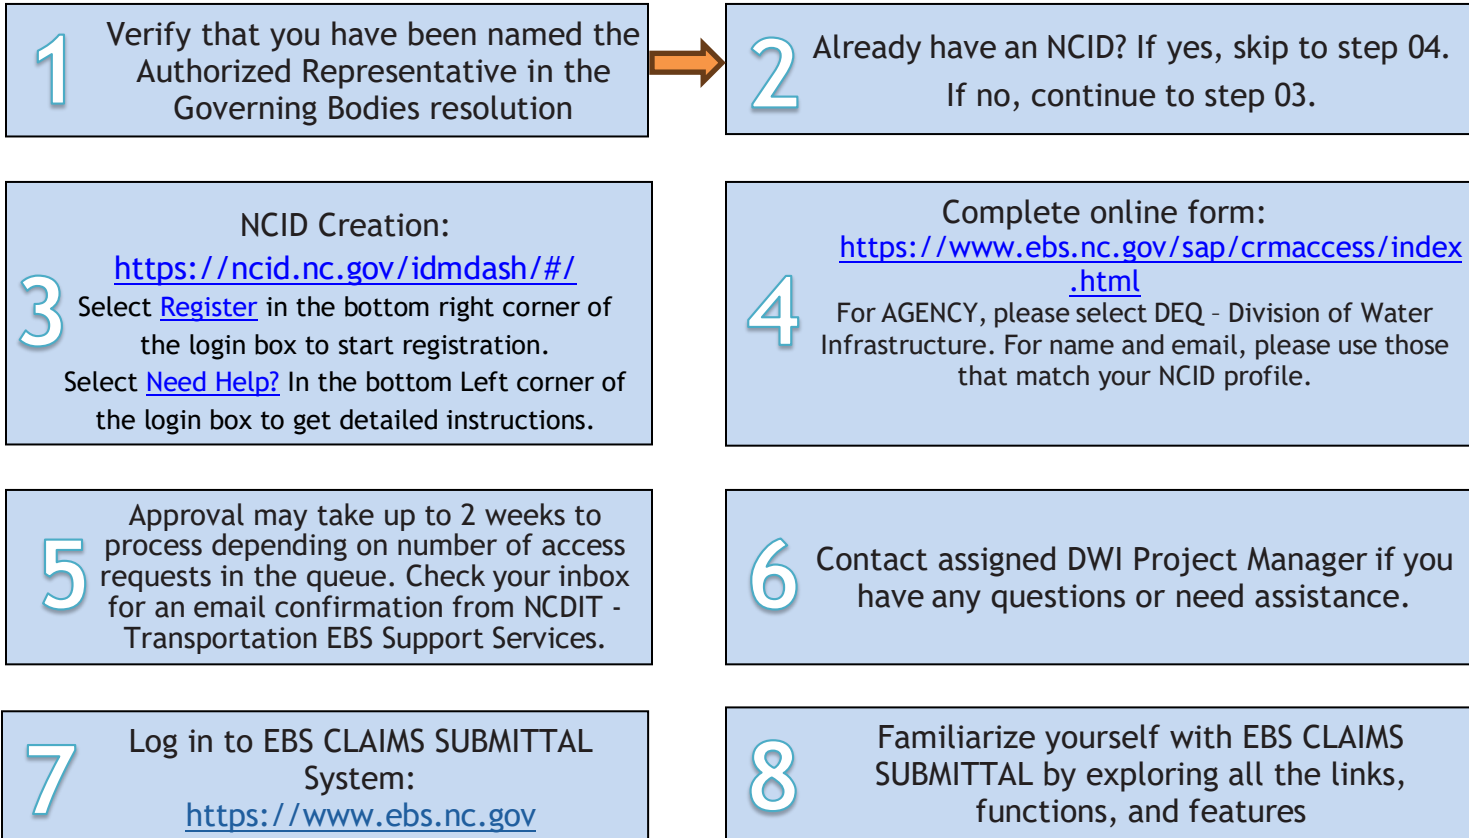 1
Verify that you have been named the
Authorized Representative in the
Governing Bodies resolution
2
Already have an NCID? If yes, skip to step 04.
If no, continue to step 03.
3
NCID Creation:
https://ncid.nc.gov/idmdash/#/
Select Register in the bottom right corner of
the login box to start registration.
Select Need Help? In the bottom Left corner of
the login box to get detailed instructions.
4
Complete online form:
https://www.ebs.nc.gov/sap/crmaccess/index
.html
For AGENCY, please select DEQ – Division of Water
Infrastructure. For name and email, please use those
that match your NCID profile.
5
Approval may take up to 2 weeks to
process depending on number of access
requests in the queue. Check your inbox
for an email confirmation from NCDIT -
Transportation EBS Support Services.
6
Contact assigned DWI Project Manager if you
have any questions or need assistance.
7
Log in to EBS CLAIMS SUBMITTAL
System:
https://www.ebs.nc.gov
8
Familiarize yourself with EBS CLAIMS
SUBMITTAL by exploring all the links,
functions, and features